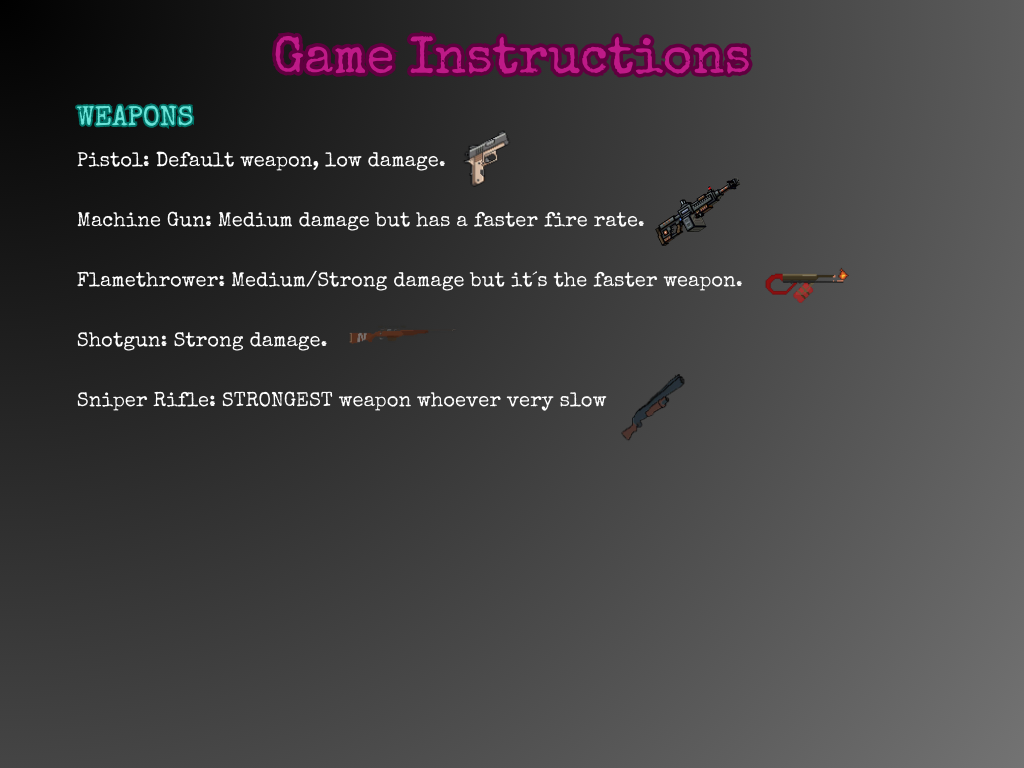 Game Instructions
WEAPONS
Pistol: Default weapon, low damage.
Machine Gun: Medium damage but has a faster fire rate.
Flamethrower: Medium/Strong damage but it´s the faster weapon.
Shotgun: Strong damage.
Sniper Rifle: STRONGEST weapon whoever very slow